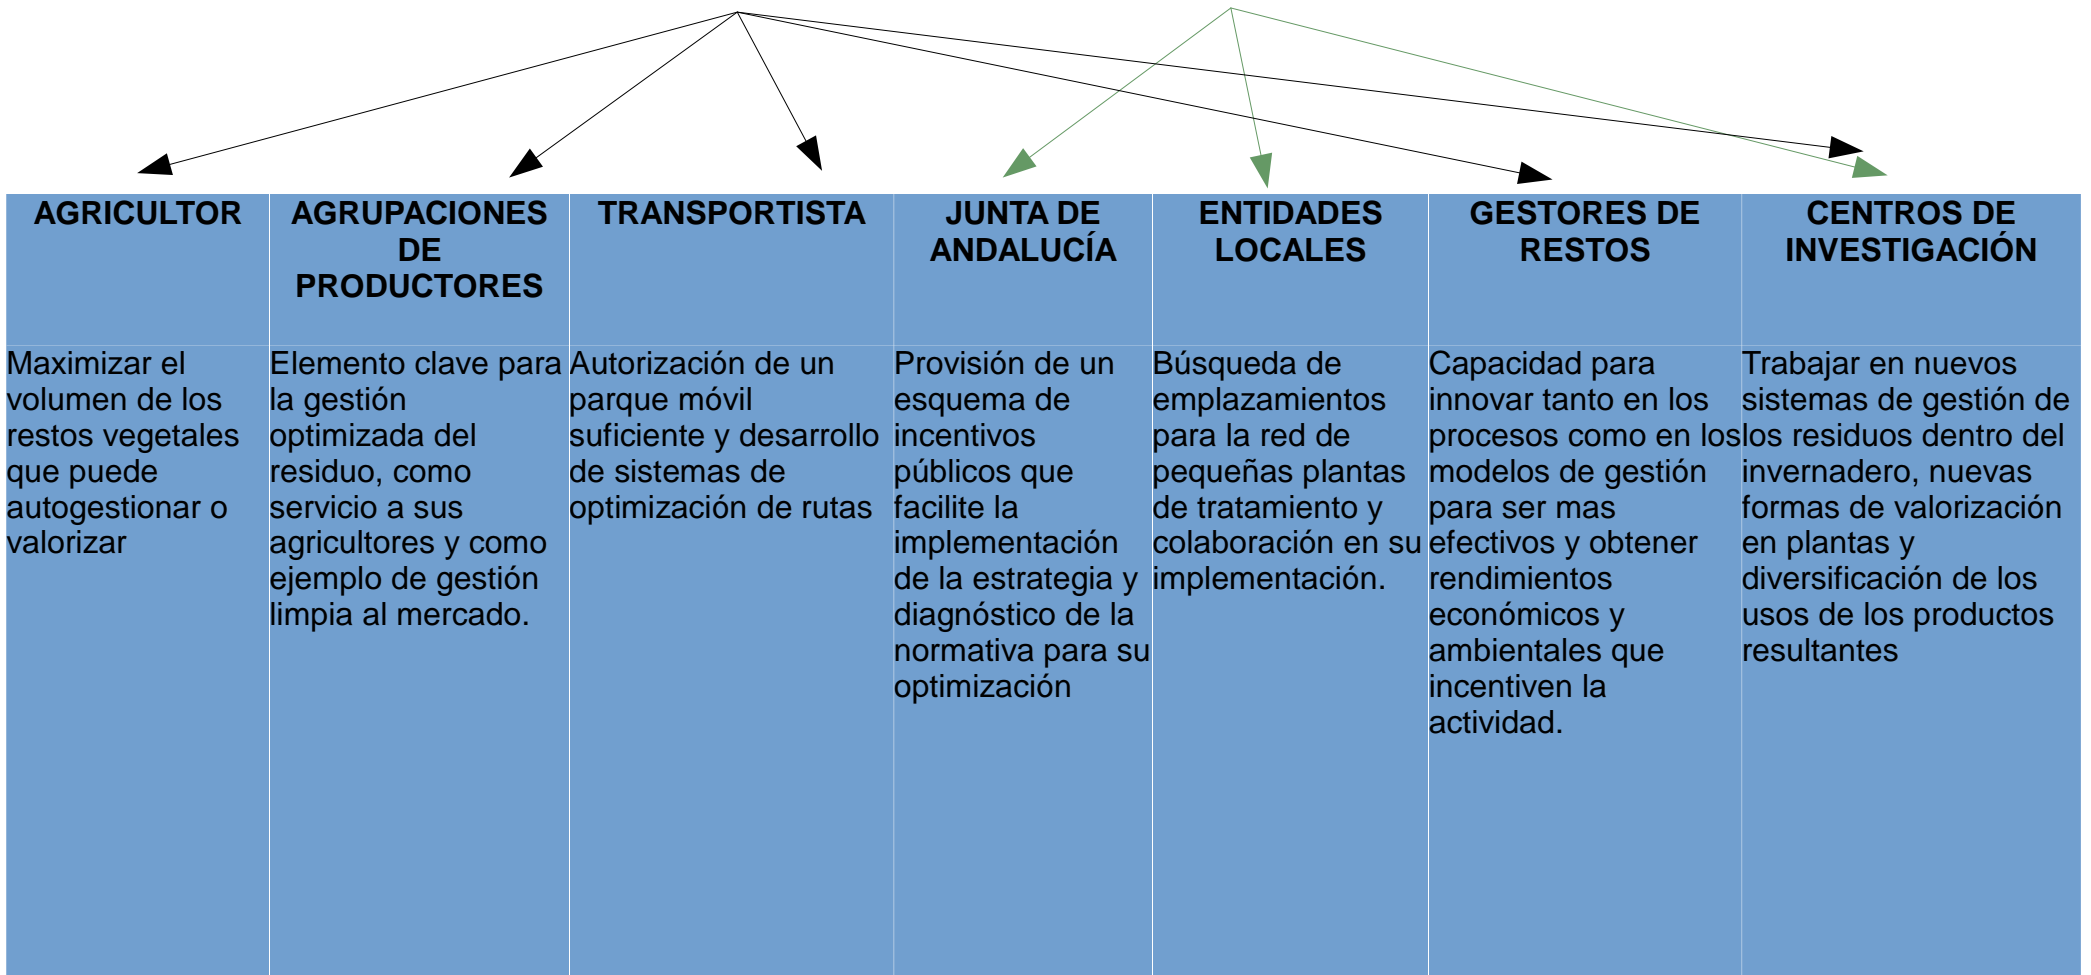 AGRICULTOR
AGRUPACIONES
DE
PRODUCTORES
TRANSPORTISTA
JUNTA DE
ANDALUCÍA
ENTIDADES
LOCALES
GESTORES DE
RESTOS
CENTROS DE
INVESTIGACIÓN
Maximizar el
volumen de los
restos vegetales
que puede
autogestionar o
valorizar
Elemento clave para
la gestión
optimizada del
residuo, como
servicio a sus
agricultores y como
ejemplo de gestión
limpia al mercado.
Autorización de un
parque móvil
suficiente y desarrollo
de sistemas de
optimización de rutas
Provisión de un
esquema de
incentivos
públicos que
facilite la
implementación
de la estrategia y
diagnóstico de la
normativa para su
optimización
Búsqueda de
emplazamientos
para la red de
pequeñas plantas
de tratamiento y
colaboración en su
implementación.
Capacidad para
innovar tanto en los
procesos como en los
modelos de gestión
para ser mas
efectivos y obtener
rendimientos
económicos y
ambientales que
incentiven la
actividad.
Trabajar en nuevos
sistemas de gestión de
los residuos dentro del
invernadero, nuevas
formas de valorización
en plantas y
diversificación de los
usos de los productos
resultantes